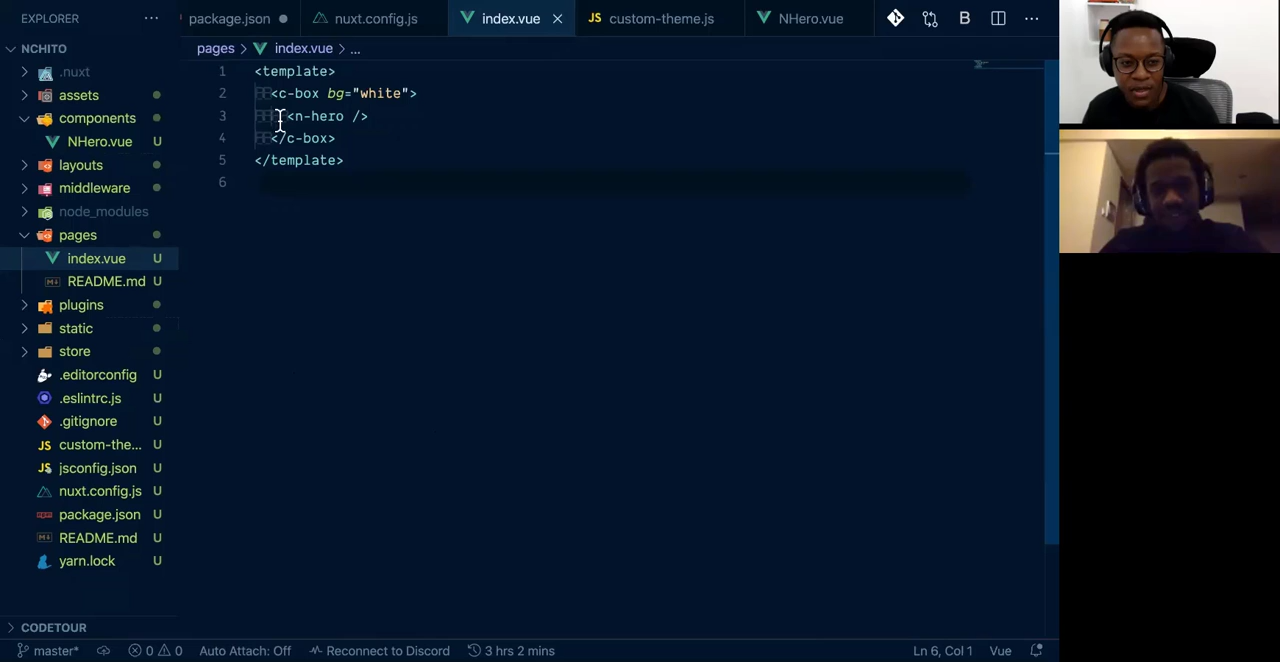 EXPLORER
NCHITO
.nuxt
assets
components
NHero.vue U
layouts
middleware
node_modules
pages
index.vue U
README.md U
plugins
static
store
.editorconfig U
.eslintrc.js U
.gitignore U
JS custom-the... U
JS jsconfig.json U
nuxt.config.js U
package.json U
README.md U
yarn.lock U
CODETOUR
package.json
nuxt.config.js
index.vue
JS custom-theme.js
NHero.vue
B
pages > index.vue > ...
1 <template>
2 <c-box bg="white">
3 <n-hero />
4 </c-box>
5 </template>
6
master* 0 0 Auto Attach: Off Reconnect to Discord 3 hrs 2 mins Ln 6, Col 1 Vue